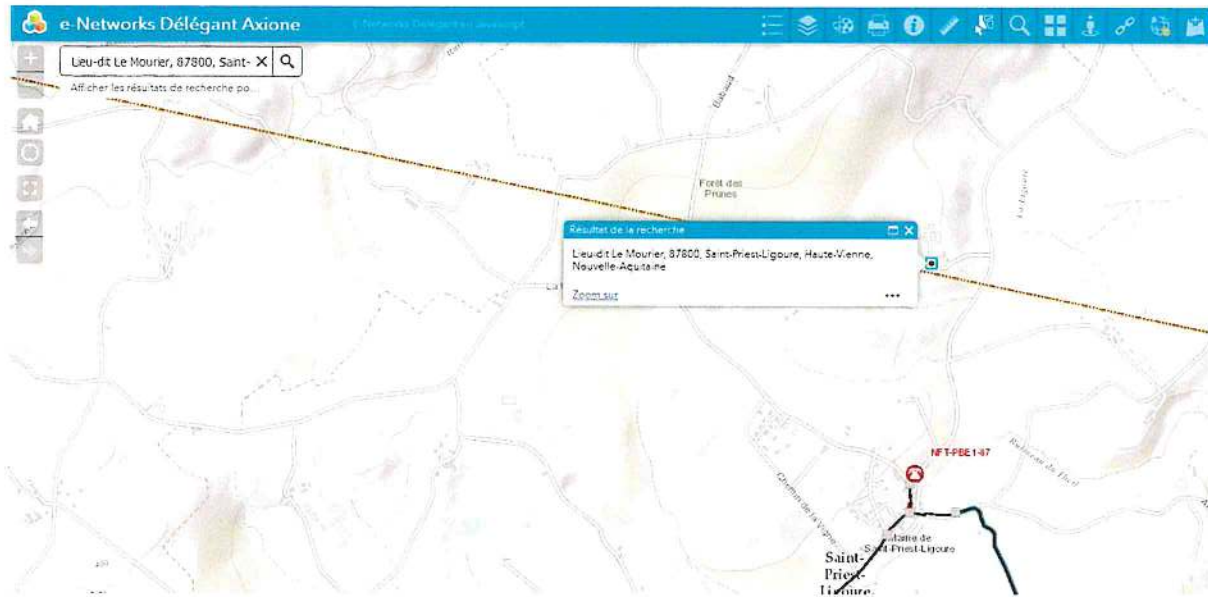 e-Networks Délégant Axione
Lieu-dit Le Mourier, 87800, Saint-
Afficher les résultats de recherche po...
Forêt des
Prunes
Résultat de la recherche
Lieu-dit Le Mourier, 87800, Saint-Priest-Ligoure, Haute-Vienne,
Nouvelle-Aquitaine
Zoom sur
NFT-PBE1-87
Chemin de la Vigne
Mairie de
Saint-Priest-Ligoure
Saint-
Priest-
Ligoure